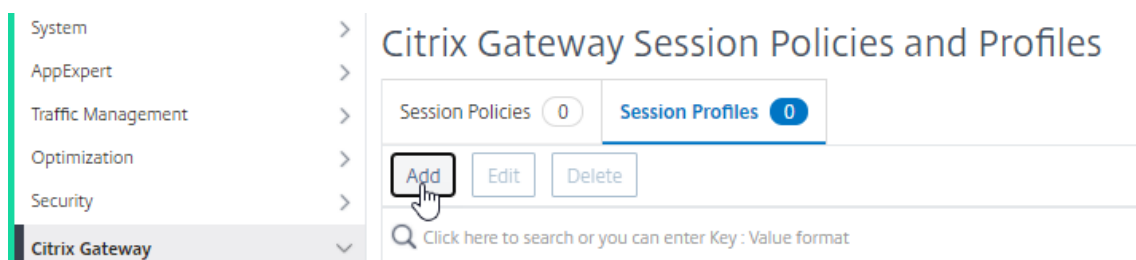 System
AppExpert
Traffic Management
Optimization
Security
Citrix Gateway
Citrix Gateway Session Policies and Profiles
Session Policies 0
Session Profiles 0
Add Edit Delete
Click here to search or you can enter Key : Value format